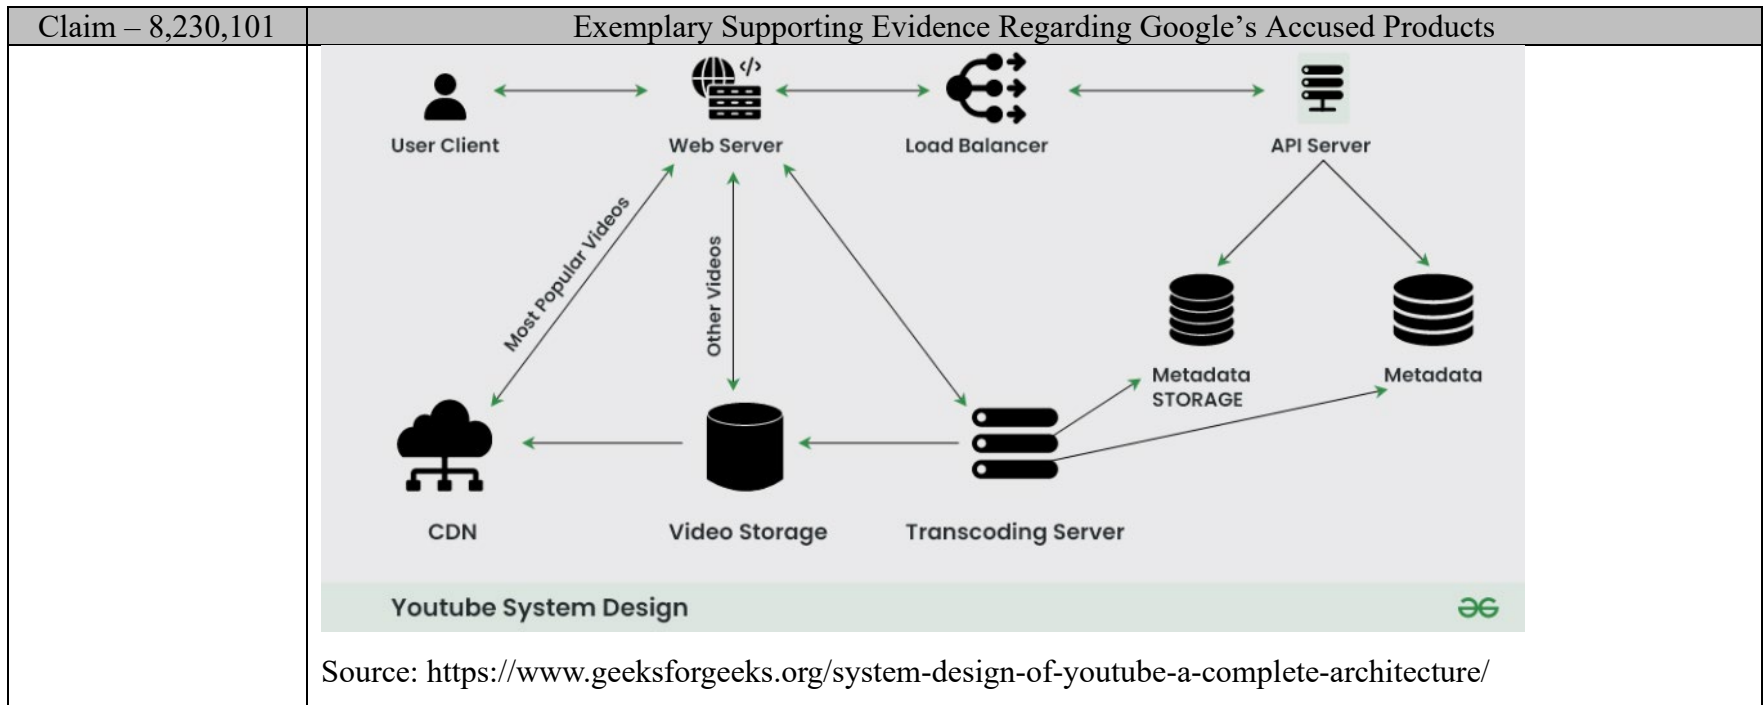 Claim – 8,230,101
Exemplary Supporting Evidence Regarding Google’s Accused Products
</>
User Client
Web Server
Load Balancer
API Server
Most Popular Videos
Other Videos
Metadata
STORAGE
Metadata
CDN
Video Storage
Transcoding Server
Youtube System Design
Source: https://www.geeksforgeeks.org/system-design-of-youtube-a-complete-architecture/